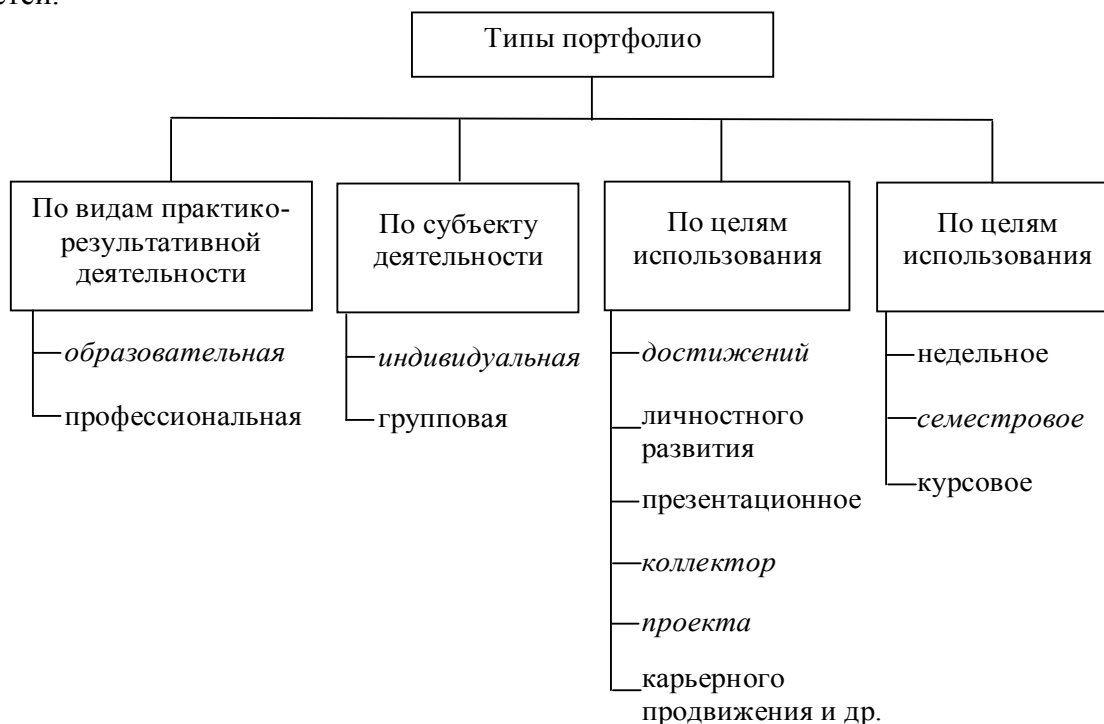 Типы портфолио
По видам практико-
результативной
деятельности
образовательная
профессиональная
По субъекту
деятельности
индивидуальная
групповая
По целям
использования
достижений
личностного
развития
презентационное
коллектор
проекта
карьерного
продвижения и др.
По целям
использования
недельное
семестровое
курсовое